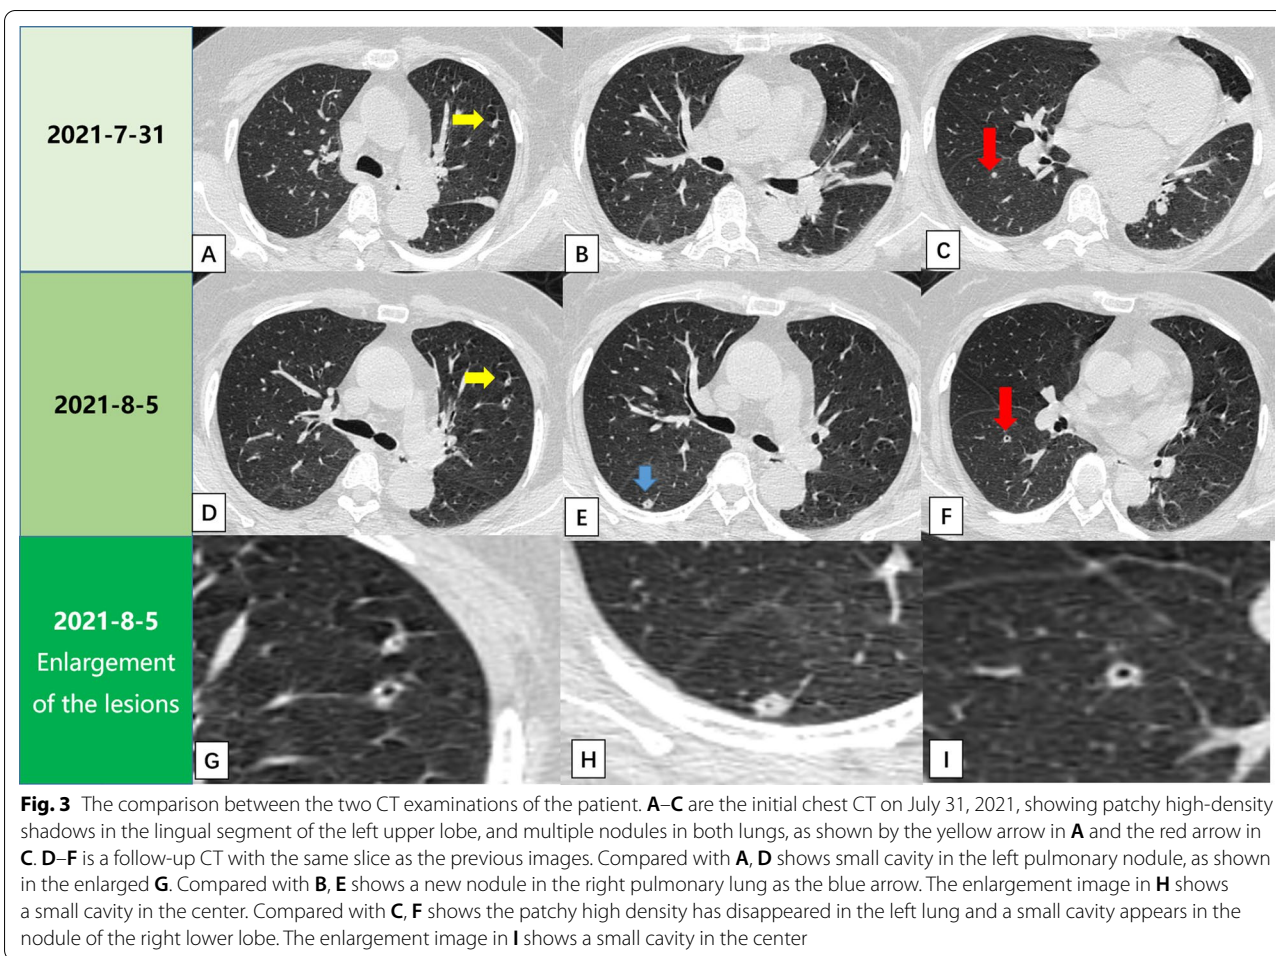 2021-7-31
A
B
C
2021-8-5
D
E
F
2021-8-5
Enlargement
of the lesions
G
H
I
Fig. 3 The comparison between the two CT examinations of the patient. A–C are the initial chest CT on July 31, 2021, showing patchy high-density
shadows in the lingual segment of the left upper lobe, and multiple nodules in both lungs, as shown by the yellow arrow in A and the red arrow in
C. D–F is a follow-up CT with the same slice as the previous images. Compared with A, D shows small cavity in the left pulmonary nodule, as shown
in the enlarged G. Compared with B, E shows a new nodule in the right pulmonary lung as the blue arrow. The enlargement image in H shows
a small cavity in the center. Compared with C, F shows the patchy high density has disappeared in the left lung and a small cavity appears in the
nodule of the right lower lobe. The enlargement image in I shows a small cavity in the center